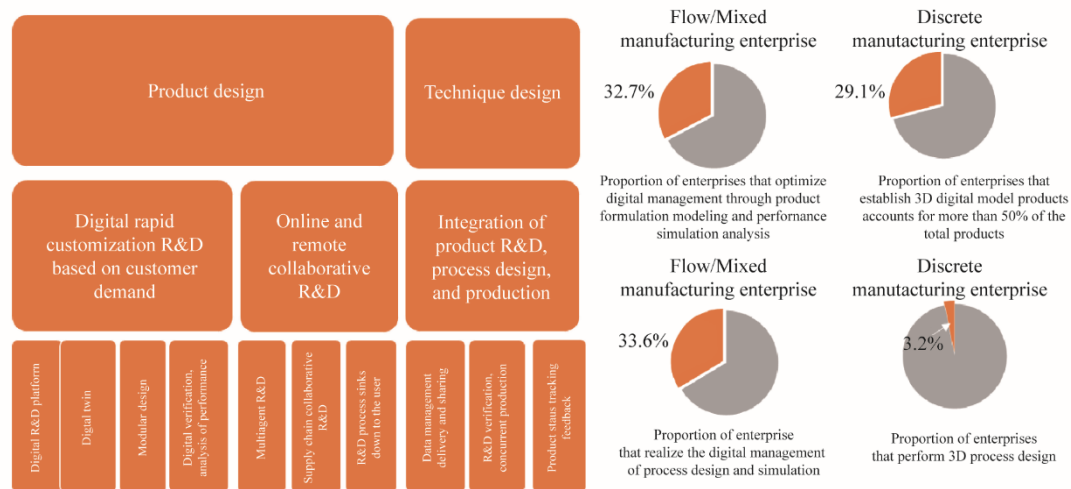 Product design
Technique design
Digital rapid
customization R&D
based on customer
demand
Online and
remote
collaborative
R&D
Integration of
product R&D,
process design,
and production
Digital R&D platform
Digtal twin
Modular design
Digital verification,
analysis of performance
Multiagent R&D
Supply chain collaborative
R&D
R&D process sinks
down to the user
Data management
delivery and sharing
R&D verification,
concurrent production
Product staus tracking
feedback
Flow/Mixed
manufacturing enterprise
32.7%
Proportion of enterprises that optimize
digital management through product
formulation modeling and perfornance
simulation analysis
Discrete
manutacturing enterprise
29.1%
Proportion of enterprises that
establish 3D digital model products
accounts for more than 50% of the
total products
Flow/Mixed
manufacturing enterprise
33.6%
Proportion of enterprise
that realize the digital management
of process design and simulation
Discrete
manutacturing enterprise
3.2%
Proportion of enterprises
that perform 3D process design